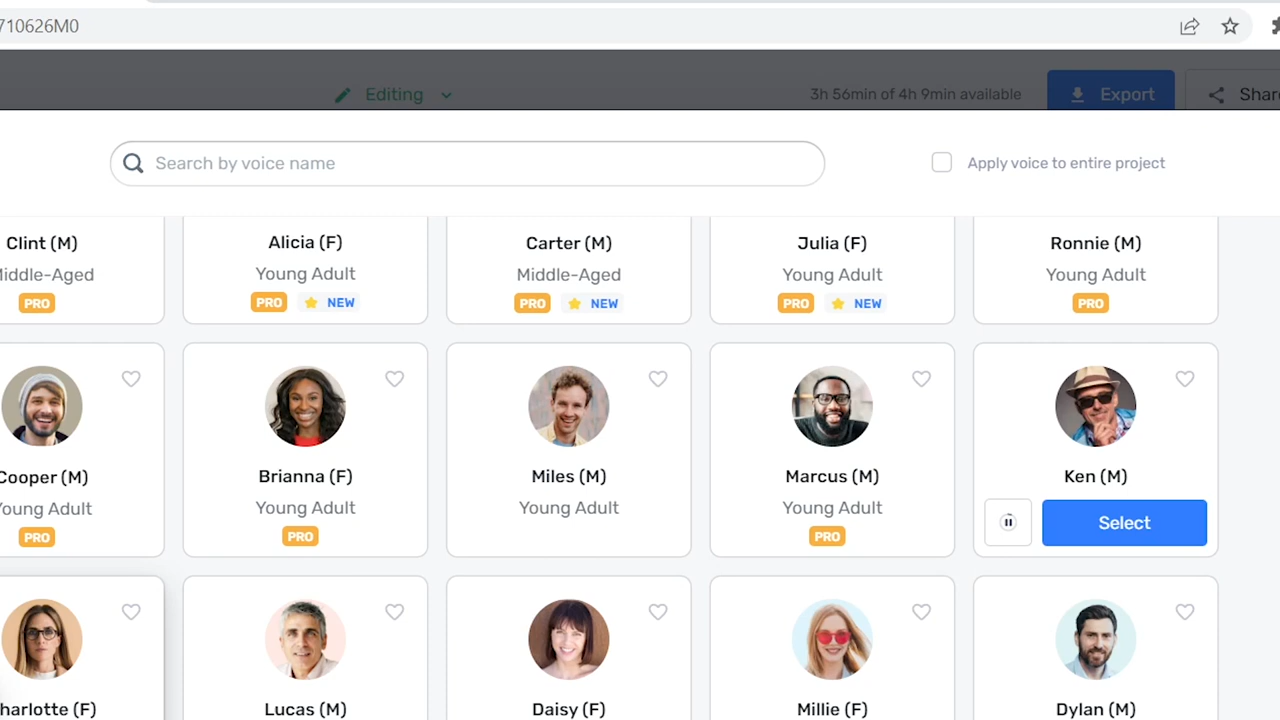 710626M0
Editing
3h 56min of 4h 9min available
Export
Shar
Search by voice name
Apply voice to entire project
Clint (M)
Alicia (F)
Carter (M)
Julia (F)
Ronnie (M)
Middle-Aged
Young Adult
Middle-Aged
Young Adult
Young Adult
PRO
PRO NEW
PRO NEW
PRO NEW
PRO
Cooper (M)
Brianna (F)
Miles (M)
Marcus (M)
Ken (M)
Young Adult
Young Adult
Young Adult
Young Adult
Select
PRO
PRO
PRO
harlotte (F)
Lucas (M)
Daisy (F)
Millie (F)
Dylan (M)